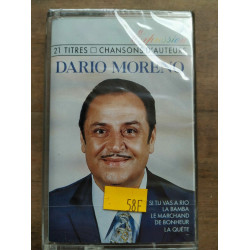 21 TITRES □ CHANSONS D'AUTEURS
DARIO MORENO
SI TU VAS A RIO
LA BAMBA
LE MARCHAND
DE BONHEUR
LA QUÊTE
58F